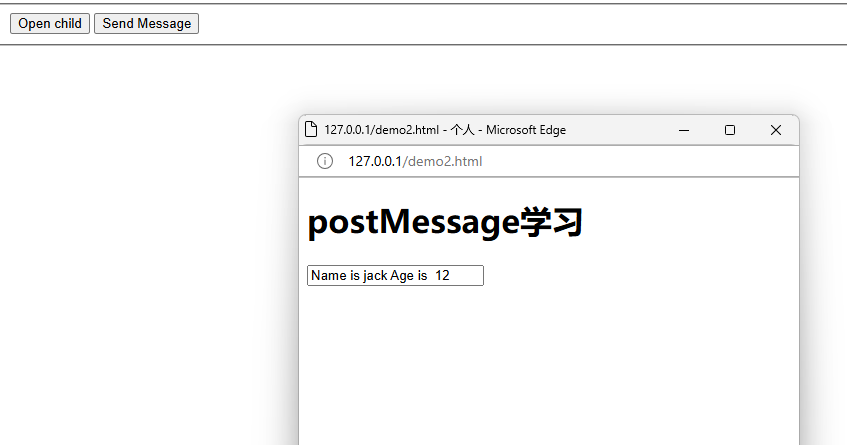 Open child Send Message
127.0.0.1/demo2.html - 个人 - Microsoft Edge
127.0.0.1/demo2.html
postMessage学习
Name is jack Age is  12